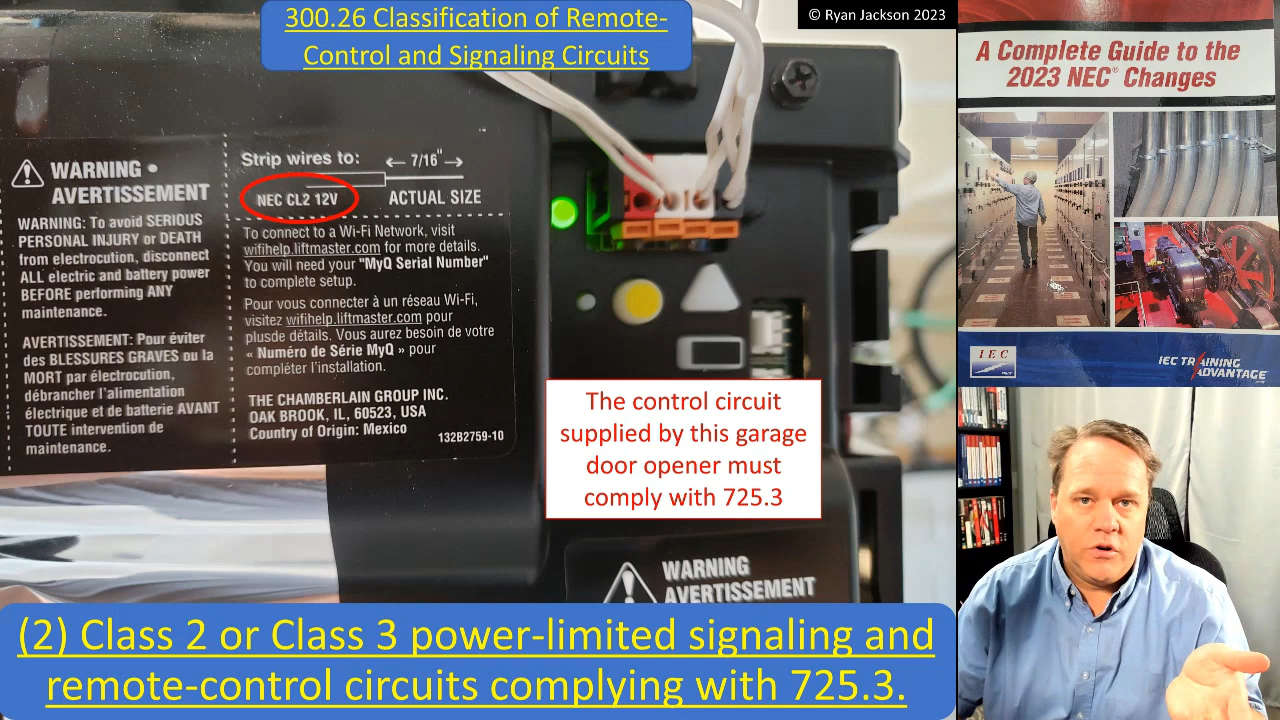 300.26 Classification of Remote-
Control and Signaling Circuits
© Ryan Jackson 2023
WARNING •
AVERTISSEMENT
WARNING: To avoid SERIOUS
PERSONAL INJURY or DEATH
from electrocution, disconnect
ALL electric and battery power
BEFORE performing ANY
maintenance.
AVERTISSEMENT: Pour éviter
des BLESSURES GRAVES ou la
MORT par électrocution,
débrancher l'alimentation
électrique et de batterie AVANT
TOUTE intervention de
maintenance.
Strip wires to:
7/16"
NEC CL2 12V
ACTUAL SIZE
To connect to a Wi-Fi Network, visit
wifihelp.liftmaster.com for more details.
You will need your "MyQ Serial Number"
to complete setup.
Pour vous connecter à un réseau Wi-Fi,
visitez wifihelp.liftmaster.com pour
plusde détails. Vous aurez besoin de votre
« Numéro de Série MyQ » pour
compléter l'installation.
THE CHAMBERLAIN GROUP INC.
OAK BROOK, IL, 60523, USA
Country of Origin: Mexico
132B2759-10
The control circuit
supplied by this garage
door opener must
comply with 725.3
WARNING
AVERTISSEMENT
(2) Class 2 or Class 3 power-limited signaling and
remote-control circuits complying with 725.3.
A Complete Guide to the
2023 NEC® Changes
IEC
IEC TRAINING
ADVANTAGE